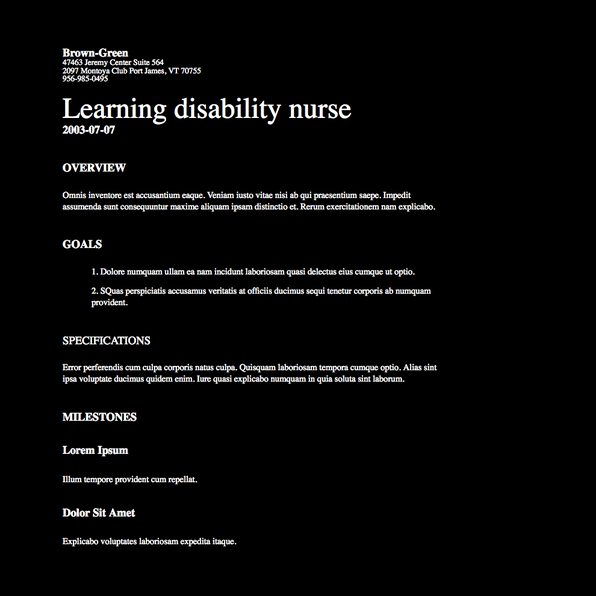 Brown-Green
47463 Jeremy Center Suite 564
2097 Montoya Club Port James, VT 70755
956-985-0495
Learning disability nurse
2003-07-07
OVERVIEW
Omnis inventore est accusantium eaque. Veniam iusto vitae nisi ab qui praesentium saepe. Impedit
assumenda sunt consequuntur maxime aliquam ipsam distinctio et. Rerum exercitationem nam explicabo.
GOALS
1. Dolore numquam ullam ea nam incidunt laboriosam quasi delectus eius cumque ut optio.
2. SQuas perspiciatis accusamus veritatis at officiis ducimus sequi tenetur corporis ab numquam
provident.
SPECIFICATIONS
Error perferendis cum culpa corporis natus culpa. Quisquam laboriosam tempora cumque optio. Alias sint
ipsa voluptate ducimus quidem enim. Iure quasi explicabo numquam in quia soluta sint laborum.
MILESTONES
Lorem Ipsum
Illum tempore provident cum repellat.
Dolor Sit Amet
Explicabo voluptates laboriosam expedita itaque.